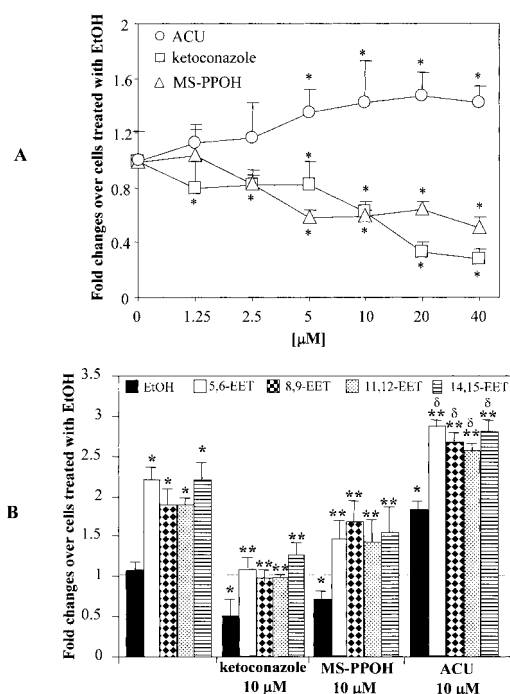 A
Fold changes over cells treated with EtOH
2
1.6
1.2
0.8
0.4
0
ACU
ketoconazole
MS-PPOH
* * * *
* * * * * *
* * * *
0 1.25 2.5 5 10 20 40
[μM]
B
Fold changes over cells treated with EtOH
EtOH 5,6-EET 8,9-EET 11,12-EET 14,15-EET
3.5
3
2.5
2
1.5
1
0.5
0
* * * *
* ** ** ** **
* ** ** ** **
δ δ δ δ
* ** ** ** **
ketoconazole MS-PPOH ACU
10 μM 10 μM 10 μM